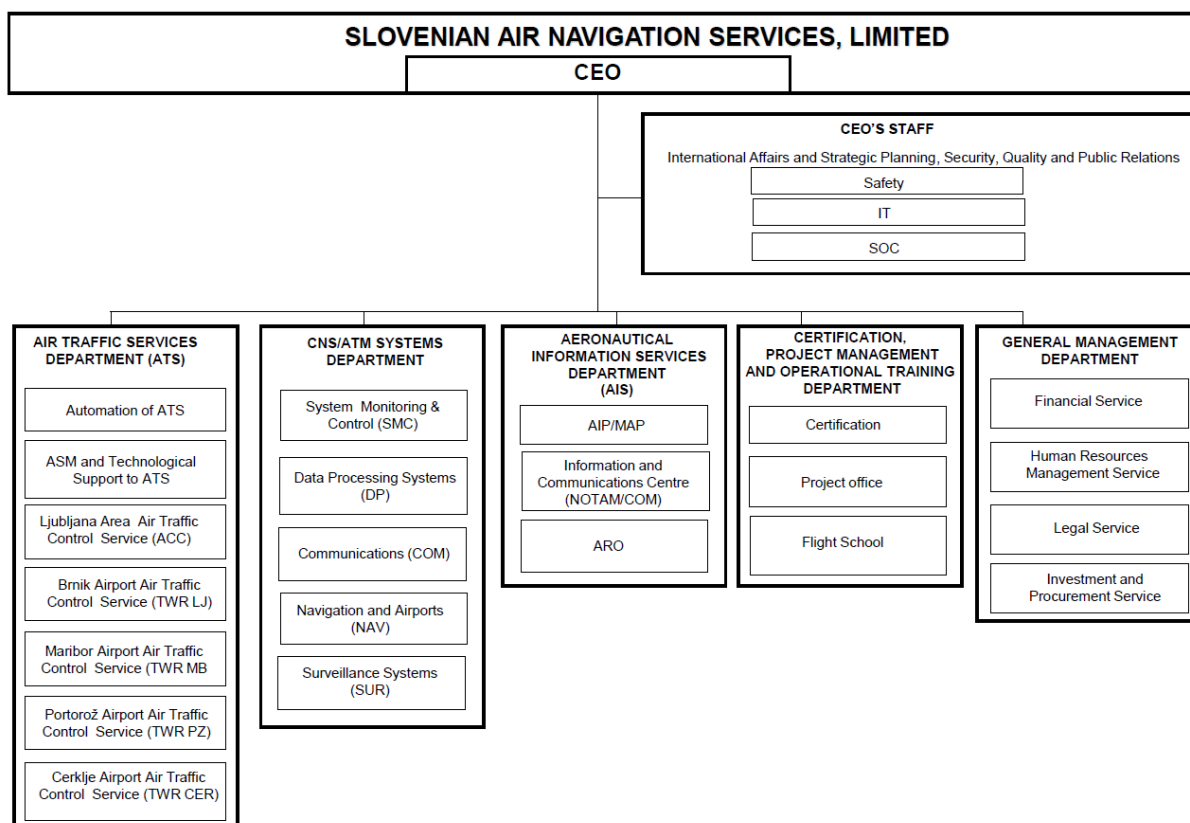 SLOVENIAN AIR NAVIGATION SERVICES, LIMITED
CEO
CEO'S STAFF
International Affairs and Strategic Planning, Security, Quality and Public Relations
Safety
IT
SOC
AIR TRAFFIC SERVICES
DEPARTMENT (ATS)
Automation of ATS
ASM and Technological
Support to ATS
Ljubljana Area Air Traffic
Control Service (ACC)
Brnik Airport Air Traffic
Control Service (TWR LJ)
Maribor Airport Air Traffic
Control Service (TWR MB
Portorož Airport Air Traffic
Control Service (TWR PZ)
Cerklje Airport Air Traffic
Control Service (TWR CER)
CNS/ATM SYSTEMS
DEPARTMENT
System Monitoring &
Control (SMC)
Data Processing Systems
(DP)
Communications (COM)
Navigation and Airports
(NAV)
Surveillance Systems
(SUR)
AERONAUTICAL
INFORMATION SERVICES
DEPARTMENT
(AIS)
AIP/MAP
Information and
Communications Centre
(NOTAM/COM)
ARO
CERTIFICATION,
PROJECT MANAGEMENT
AND OPERATIONAL TRAINING
DEPARTMENT
Certification
Project office
Flight School
GENERAL MANAGEMENT
DEPARTMENT
Financial Service
Human Resources
Management Service
Legal Service
Investment and
Procurement Service